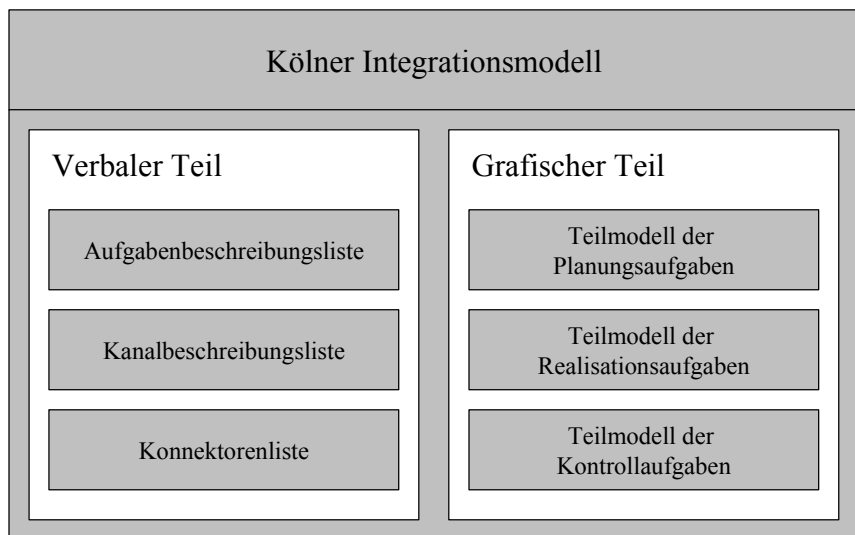 Kölner Integrationsmodell
Verbaler Teil
Aufgabenbeschreibungsliste
Kanalbeschreibungsliste
Konnektorenliste
Grafischer Teil
Teilmodell der
Planungsaufgaben
Teilmodell der
Realisationsaufgaben
Teilmodell der
Kontrollaufgaben